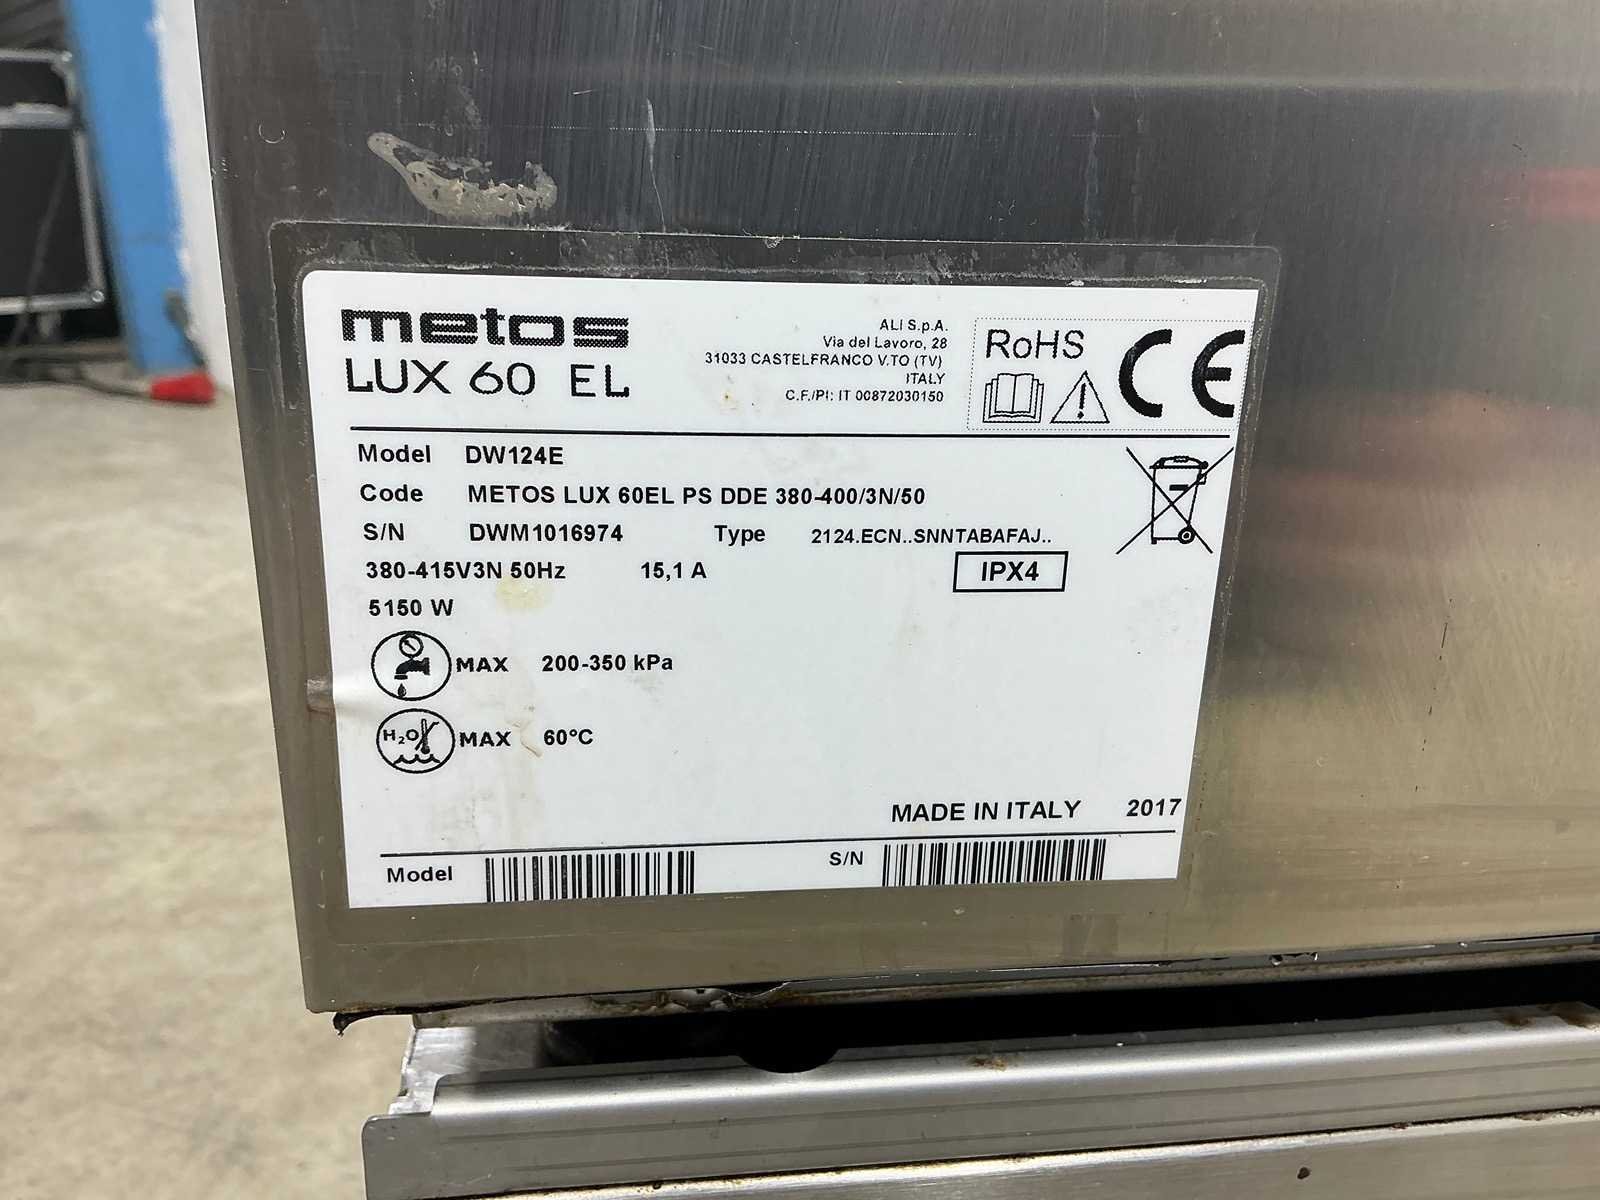 metos
LUX 60 EL
ALI S.p.A.
Via del Lavoro, 28
31033 CASTELFRANCO V.TO (TV)
ITALY
C.F./PI: IT 00872030150
RoHS
CE
Model DW124E
Code METOS LUX 60EL PS DDE 380-400/3N/50
S/N DWM1016974 Type 2124.ECN..SNNTABAFAJ..
380-415V3N 50Hz 15,1 A IPX4
5150 W
MAX 200-350 kPa
H2O MAX 60°C
MADE IN ITALY 2017
Model S/N